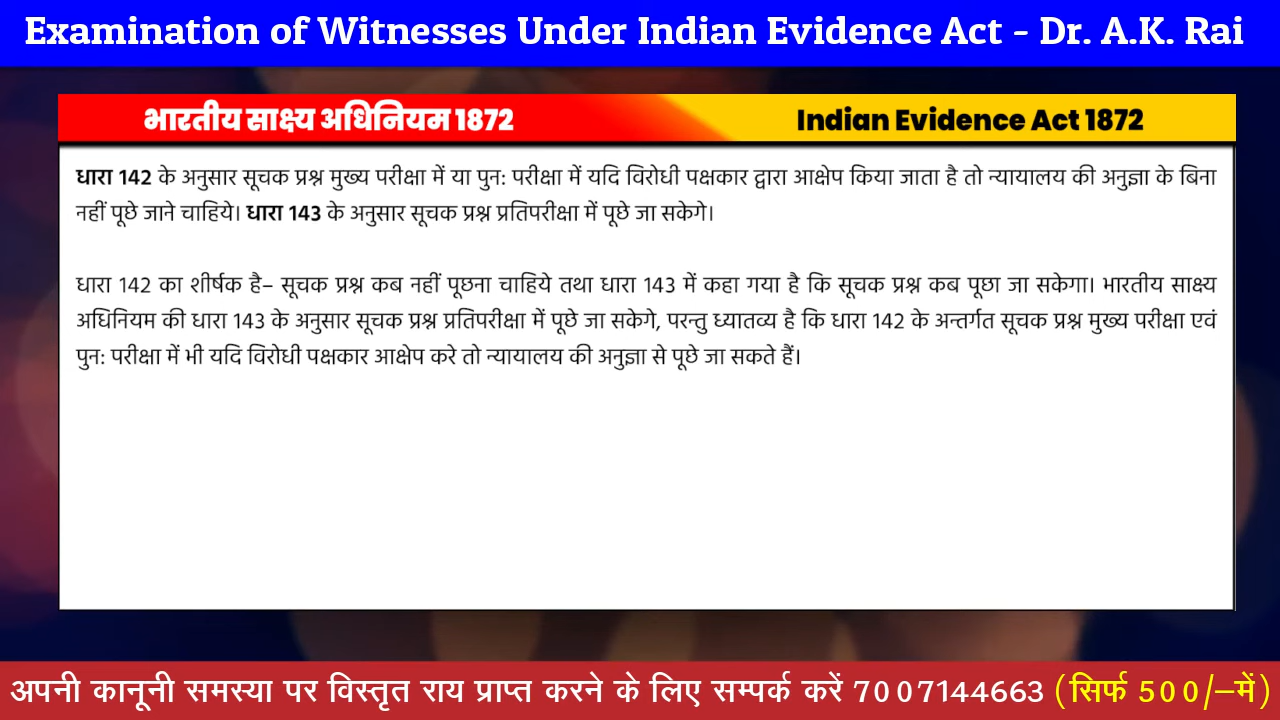 Examination of Witnesses Under Indian Evidence Act - Dr. A.K. Rai
भारतीय साक्ष्य अधिनियम 1872
Indian Evidence Act 1872
धारा 142 के अनुसार सूचक प्रश्न मुख्य परीक्षा में या पुन: परीक्षा में यदि विरोधी पक्षकार द्वारा आक्षेप किया जाता है तो न्यायालय की अनुज्ञा के बिना
नहीं पूछे जाने चाहिये। धारा 143 के अनुसार सूचक प्रश्न प्रतिपरीक्षा में पूछे जा सकेगे।
धारा 142 का शीर्षक है– सूचक प्रश्न कब नहीं पूछना चाहिये तथा धारा 143 में कहा गया है कि सूचक प्रश्न कब पूछा जा सकेगा। भारतीय साक्ष्य
अधिनियम की धारा 143 के अनुसार सूचक प्रश्न प्रतिपरीक्षा में पूछे जा सकेगे, परन्तु ध्यातव्य है कि धारा 142 के अन्तर्गत सूचक प्रश्न मुख्य परीक्षा एवं
पुन: परीक्षा में भी यदि विरोधी पक्षकार आक्षेप करे तो न्यायालय की अनुज्ञा से पूछे जा सकते हैं।
अपनी कानूनी समस्या पर विस्तृत राय प्राप्त करने के लिए सम्पर्क करें 7007144663 (सिर्फ 500/–में)